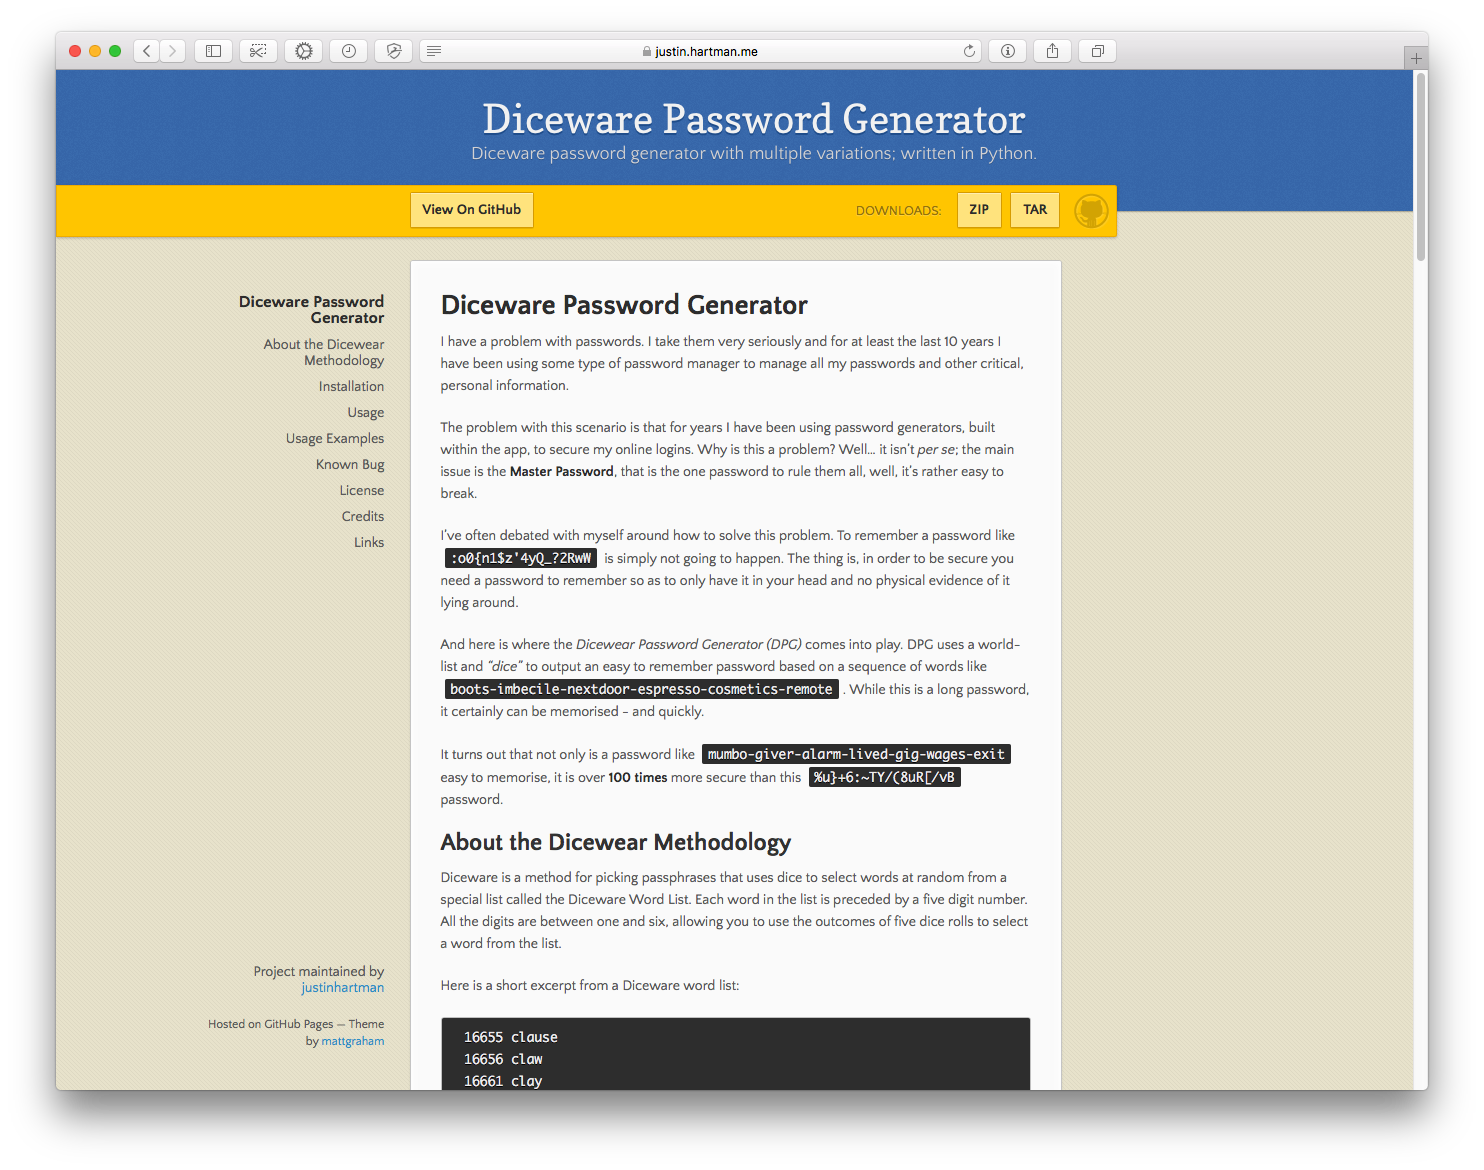 justin.hartman.me
Diceware Password Generator
Diceware password generator with multiple variations; written in Python.
View On GitHub
DOWNLOADS:
ZIP
TAR
Diceware Password
Generator
About the Dicewear
Methodology
Installation
Usage
Usage Examples
Known Bug
License
Credits
Links
Project maintained by
justinhartman
Hosted on GitHub Pages — Theme
by mattgraham
Diceware Password Generator
I have a problem with passwords. I take them very seriously and for at least the last 10 years I
have been using some type of password manager to manage all my passwords and other critical,
personal information.
The problem with this scenario is that for years I have been using password generators, built
within the app, to secure my online logins. Why is this a problem? Well… it isn't per se; the main
issue is the Master Password, that is the one password to rule them all, well, it's rather easy to
break.
I've often debated with myself around how to solve this problem. To remember a password like
:o0{n1$z'4yQ_?2RwW is simply not going to happen. The thing is, in order to be secure you
need a password to remember so as to only have it in your head and no physical evidence of it
lying around.
And here is where the Dicewear Password Generator (DPG) comes into play. DPG uses a world-
list and “dice” to output an easy to remember password based on a sequence of words like
boots-imbecile-nextdoor-espresso-cosmetics-remote . While this is a long password,
it certainly can be memorised - and quickly.
It turns out that not only is a password like mumbo-giver-alarm-lived-gig-wages-exit
easy to memorise, it is over 100 times more secure than this %u}+6:~TY/(8uR[/vB
password.
About the Dicewear Methodology
Diceware is a method for picking passphrases that uses dice to select words at random from a
special list called the Diceware Word List. Each word in the list is preceded by a five digit number.
All the digits are between one and six, allowing you to use the outcomes of five dice rolls to select
a word from the list.
Here is a short excerpt from a Diceware word list:
16655 clause
16656 claw
16661 clay